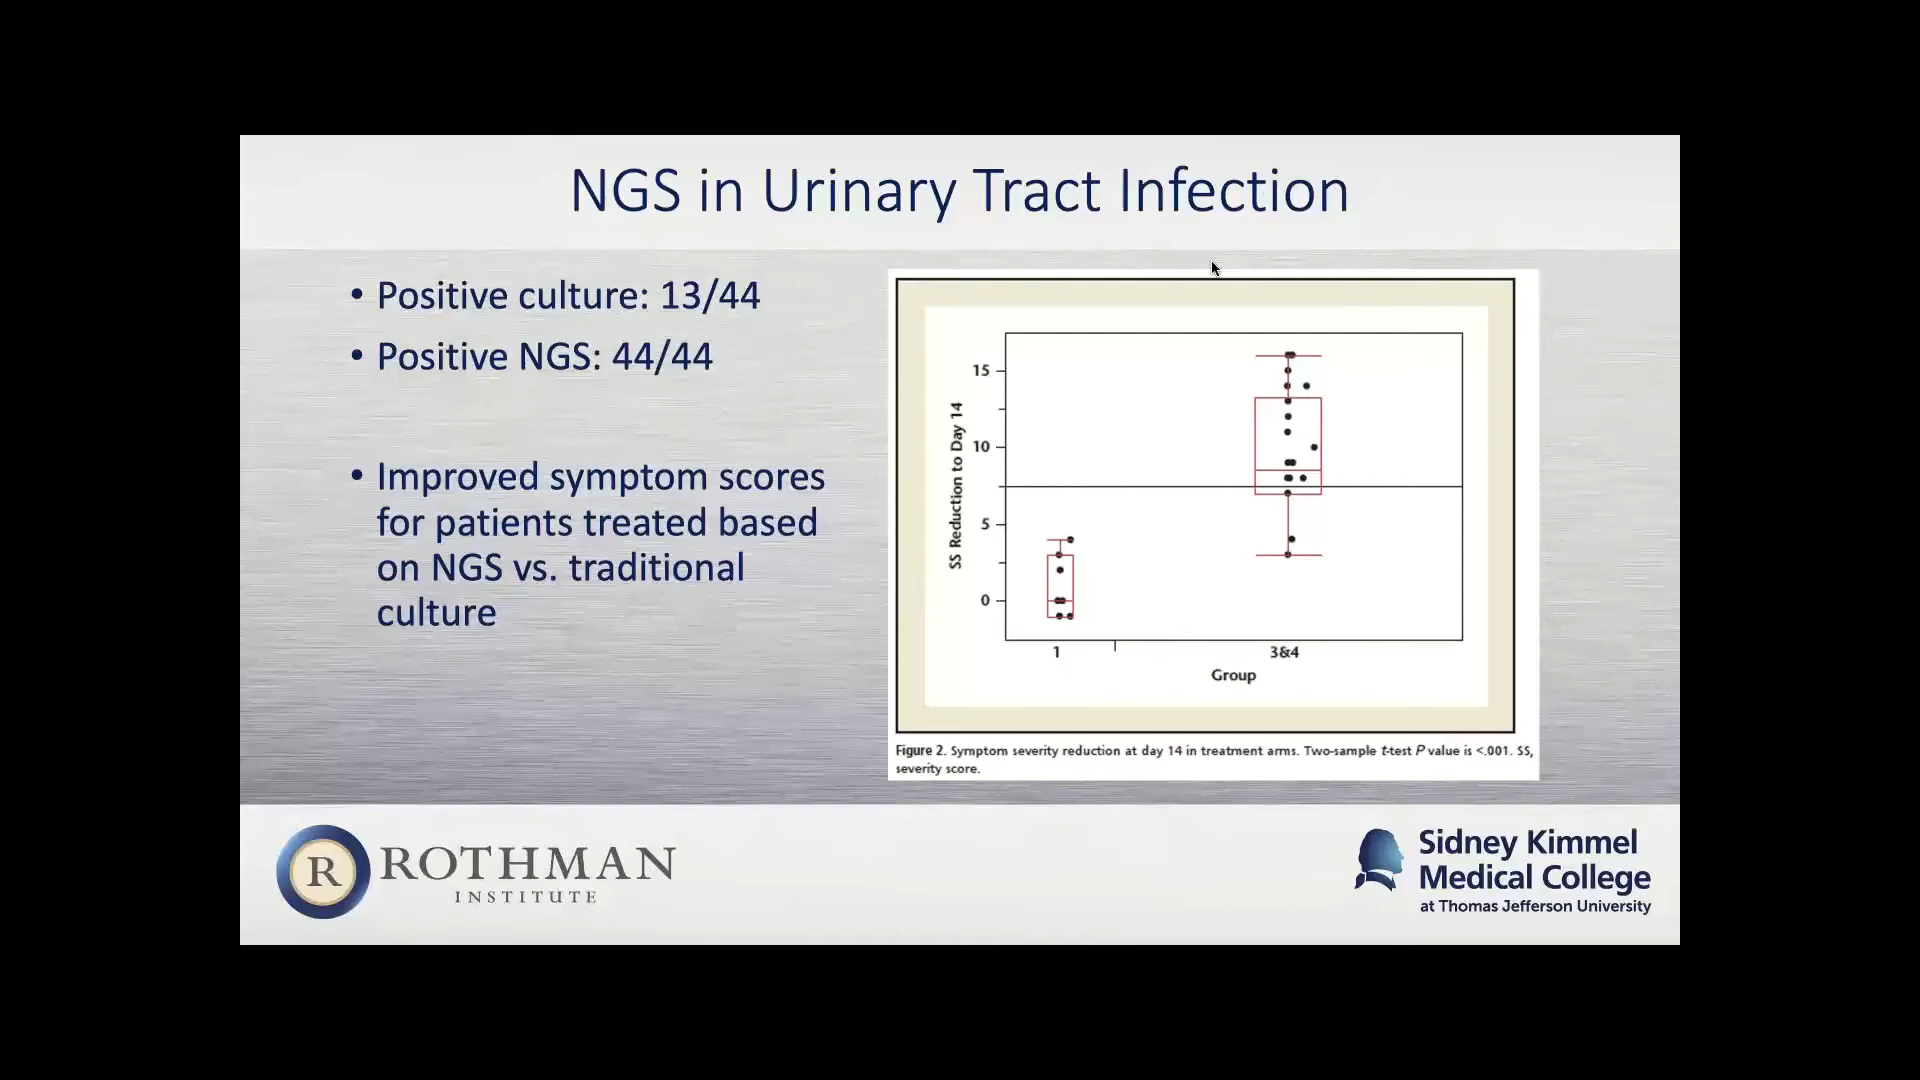 NGS in Urinary Tract Infection
• Positive culture: 13/44
• Positive NGS: 44/44
• Improved symptom scores
for patients treated based
on NGS vs. traditional
culture
SS Reduction to Day 14
15
10
5
0
1
3&4
Group
Figure 2. Symptom severity reduction at day 14 in treatment arms. Two-sample t-test P value is <.001. SS,
severity score.
R
ROTHMAN
INSTITUTE
Sidney Kimmel
Medical College
at Thomas Jefferson University